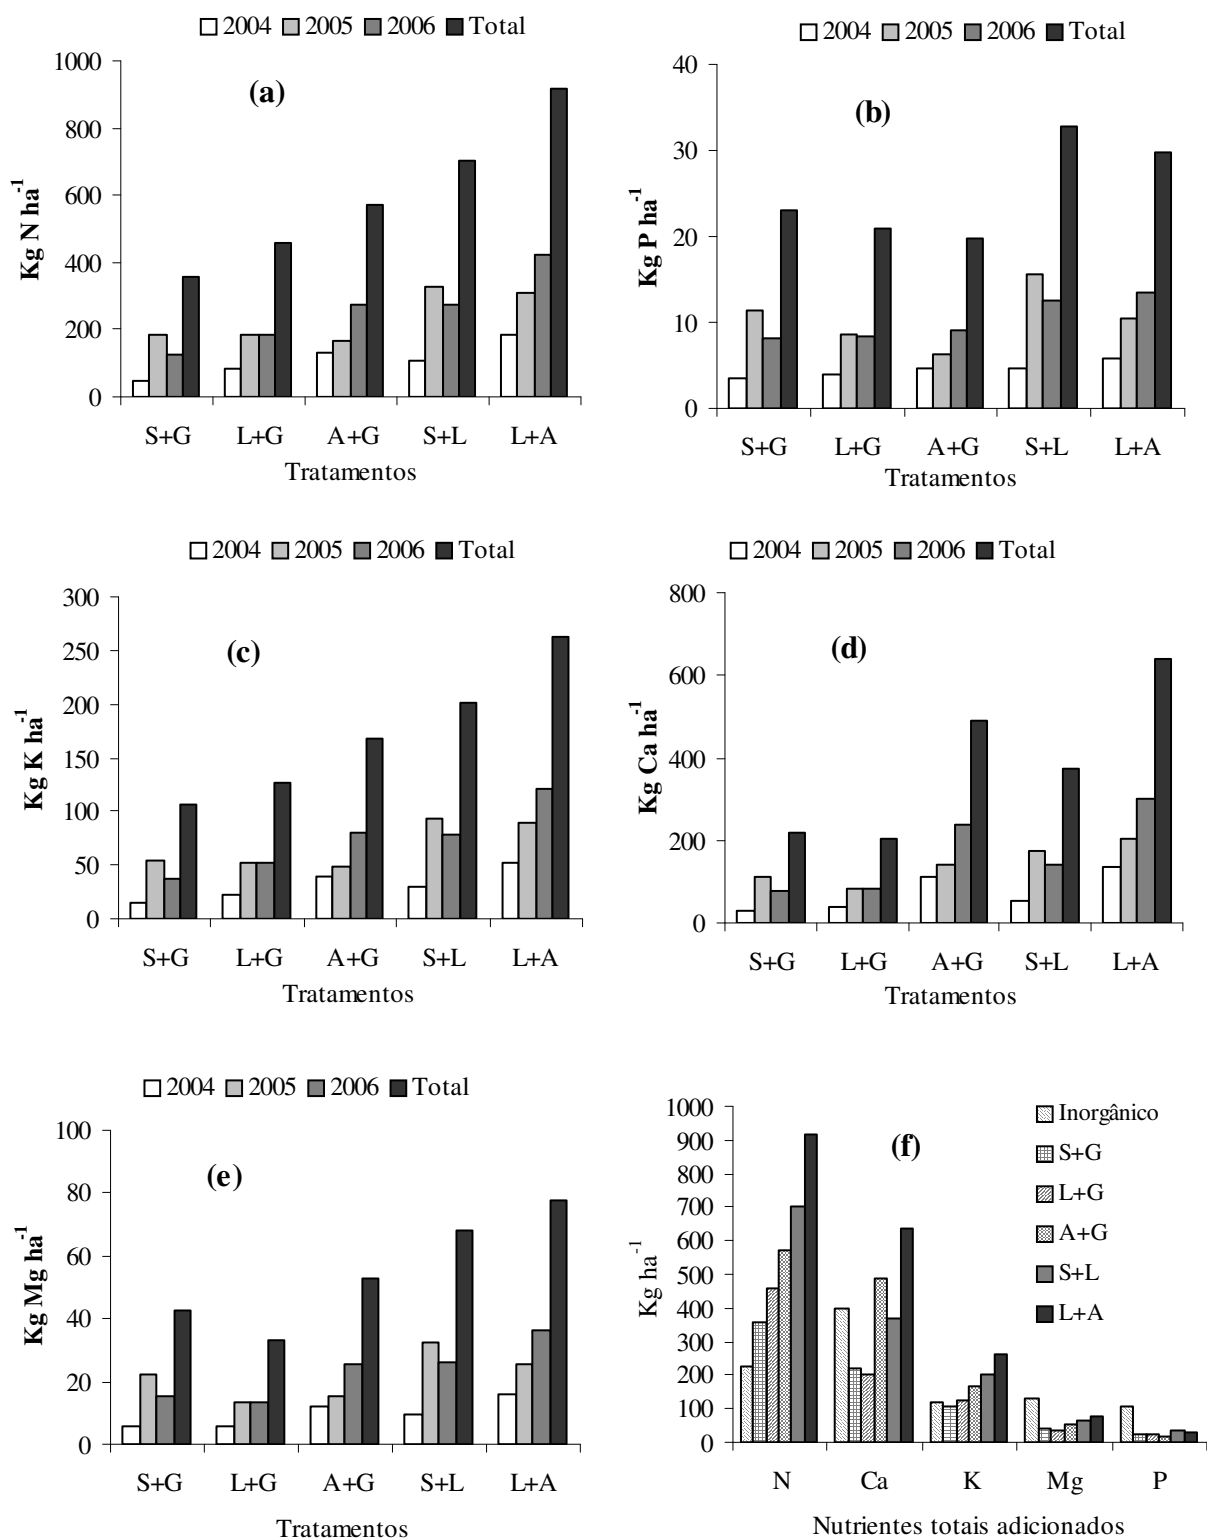 2004 2005 2006 Total
(a)
Kg N ha-1
1000
800
600
400
200
0
S+G L+G A+G S+L L+A
Tratamentos
2004 2005 2006 Total
(b)
Kg P ha-1
40
30
20
10
0
S+G L+G A+G S+L L+A
Tratamentos
2004 2005 2006 Total
(c)
Kg K ha-1
300
250
200
150
100
50
0
S+G L+G A+G S+L L+A
Tratamentos
2004 2005 2006 Total
(d)
Kg Ca ha-1
800
600
400
200
0
S+G L+G A+G S+L L+A
Tratamentos
2004 2005 2006 Total
(e)
Kg Mg ha-1
100
80
60
40
20
0
S+G L+G A+G S+L L+A
Tratamentos
(f)
Kg ha-1
1000
900
800
700
600
500
400
300
200
100
0
Inorgânico
S+G
L+G
A+G
S+L
L+A
N Ca K Mg P
Nutrientes totais adicionados